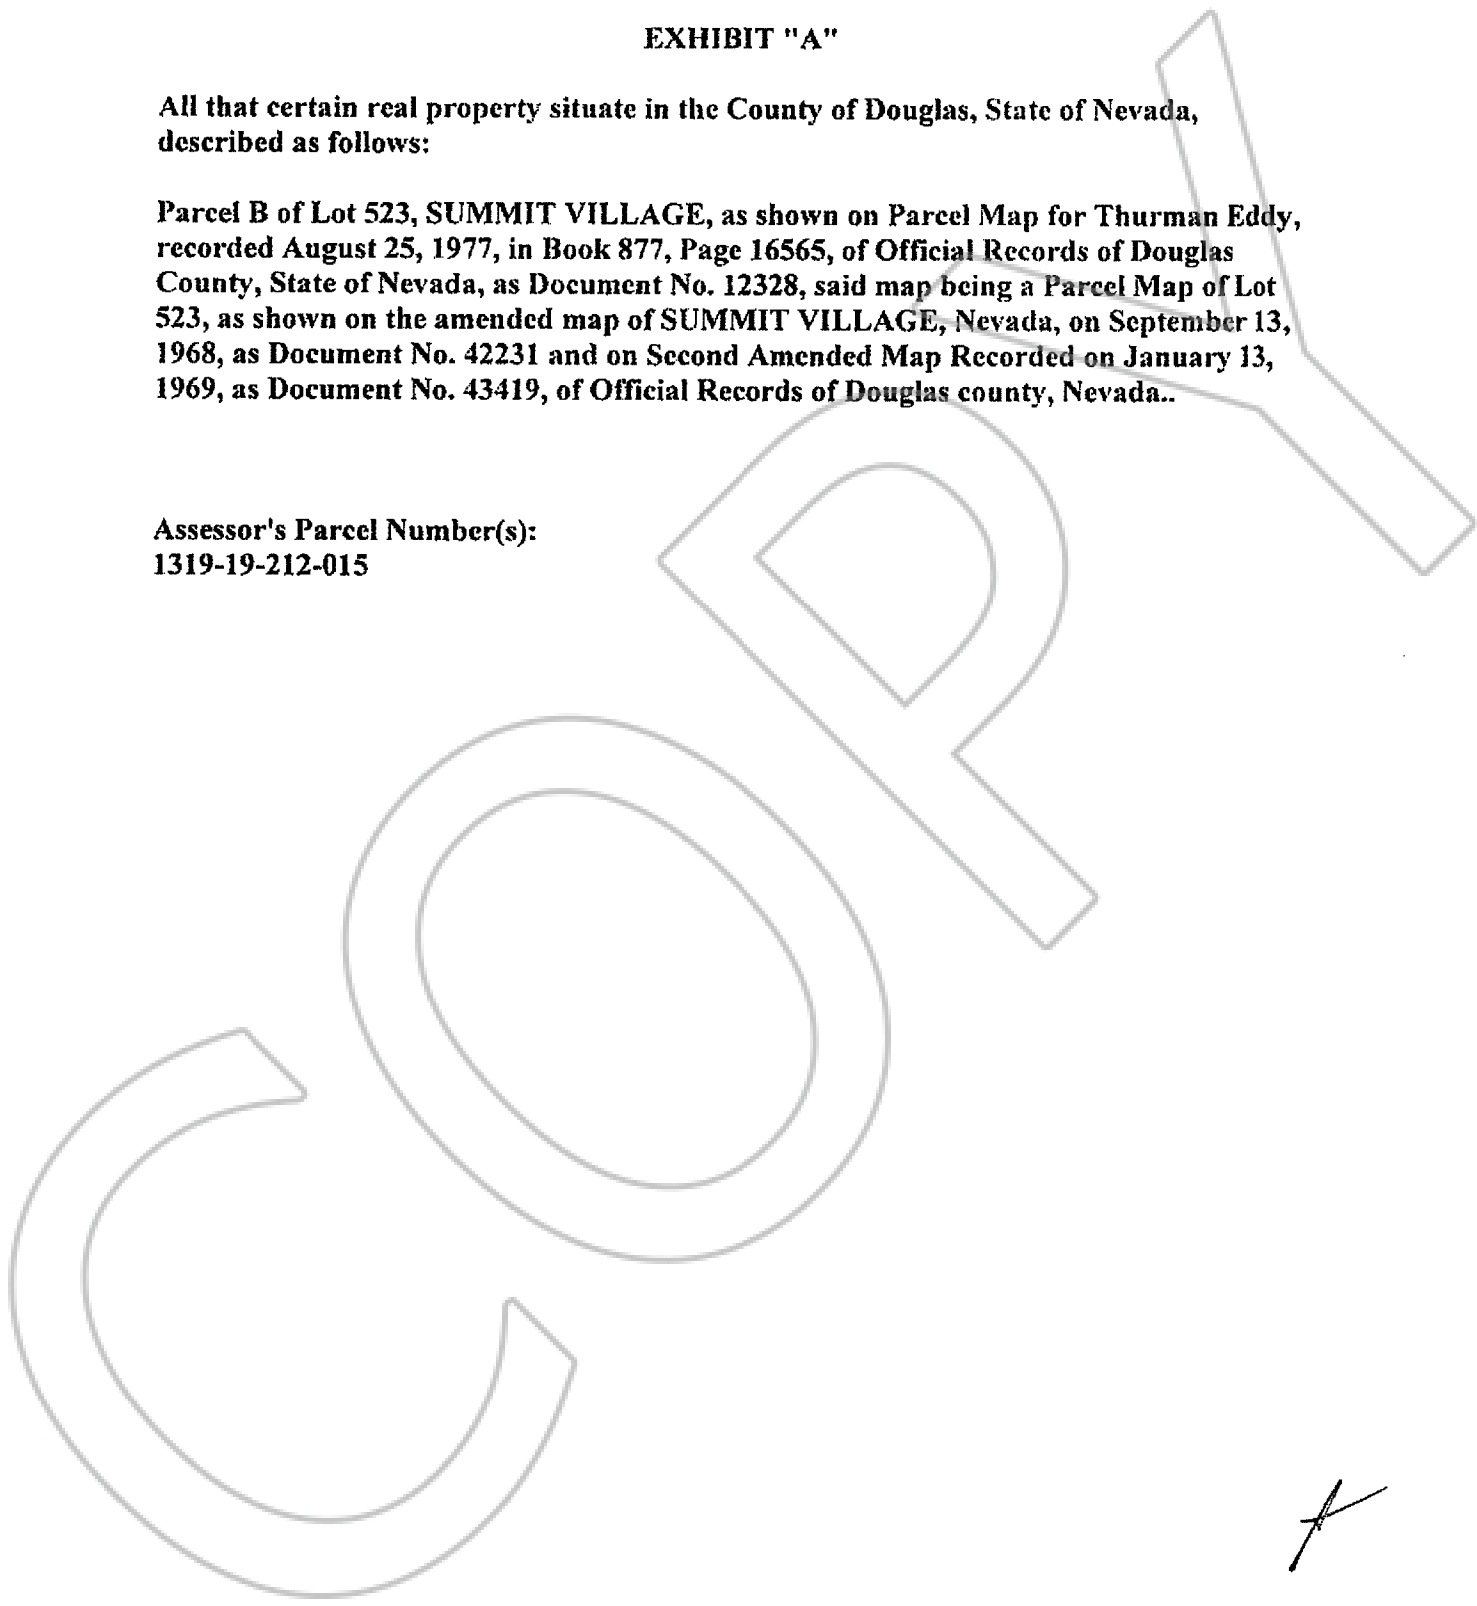 EXHIBIT "A"
All that certain real property situate in the County of Douglas, State of Nevada,
described as follows:
Parcel B of Lot 523, SUMMIT VILLAGE, as shown on Parcel Map for Thurman Eddy,
recorded August 25, 1977, in Book 877, Page 16565, of Official Records of Douglas
County, State of Nevada, as Document No. 12328, said map being a Parcel Map of Lot
523, as shown on the amended map of SUMMIT VILLAGE, Nevada, on September 13,
1968, as Document No. 42231 and on Second Amended Map Recorded on January 13,
1969, as Document No. 43419, of Official Records of Douglas county, Nevada..
Assessor's Parcel Number(s):
1319-19-212-015
COPY